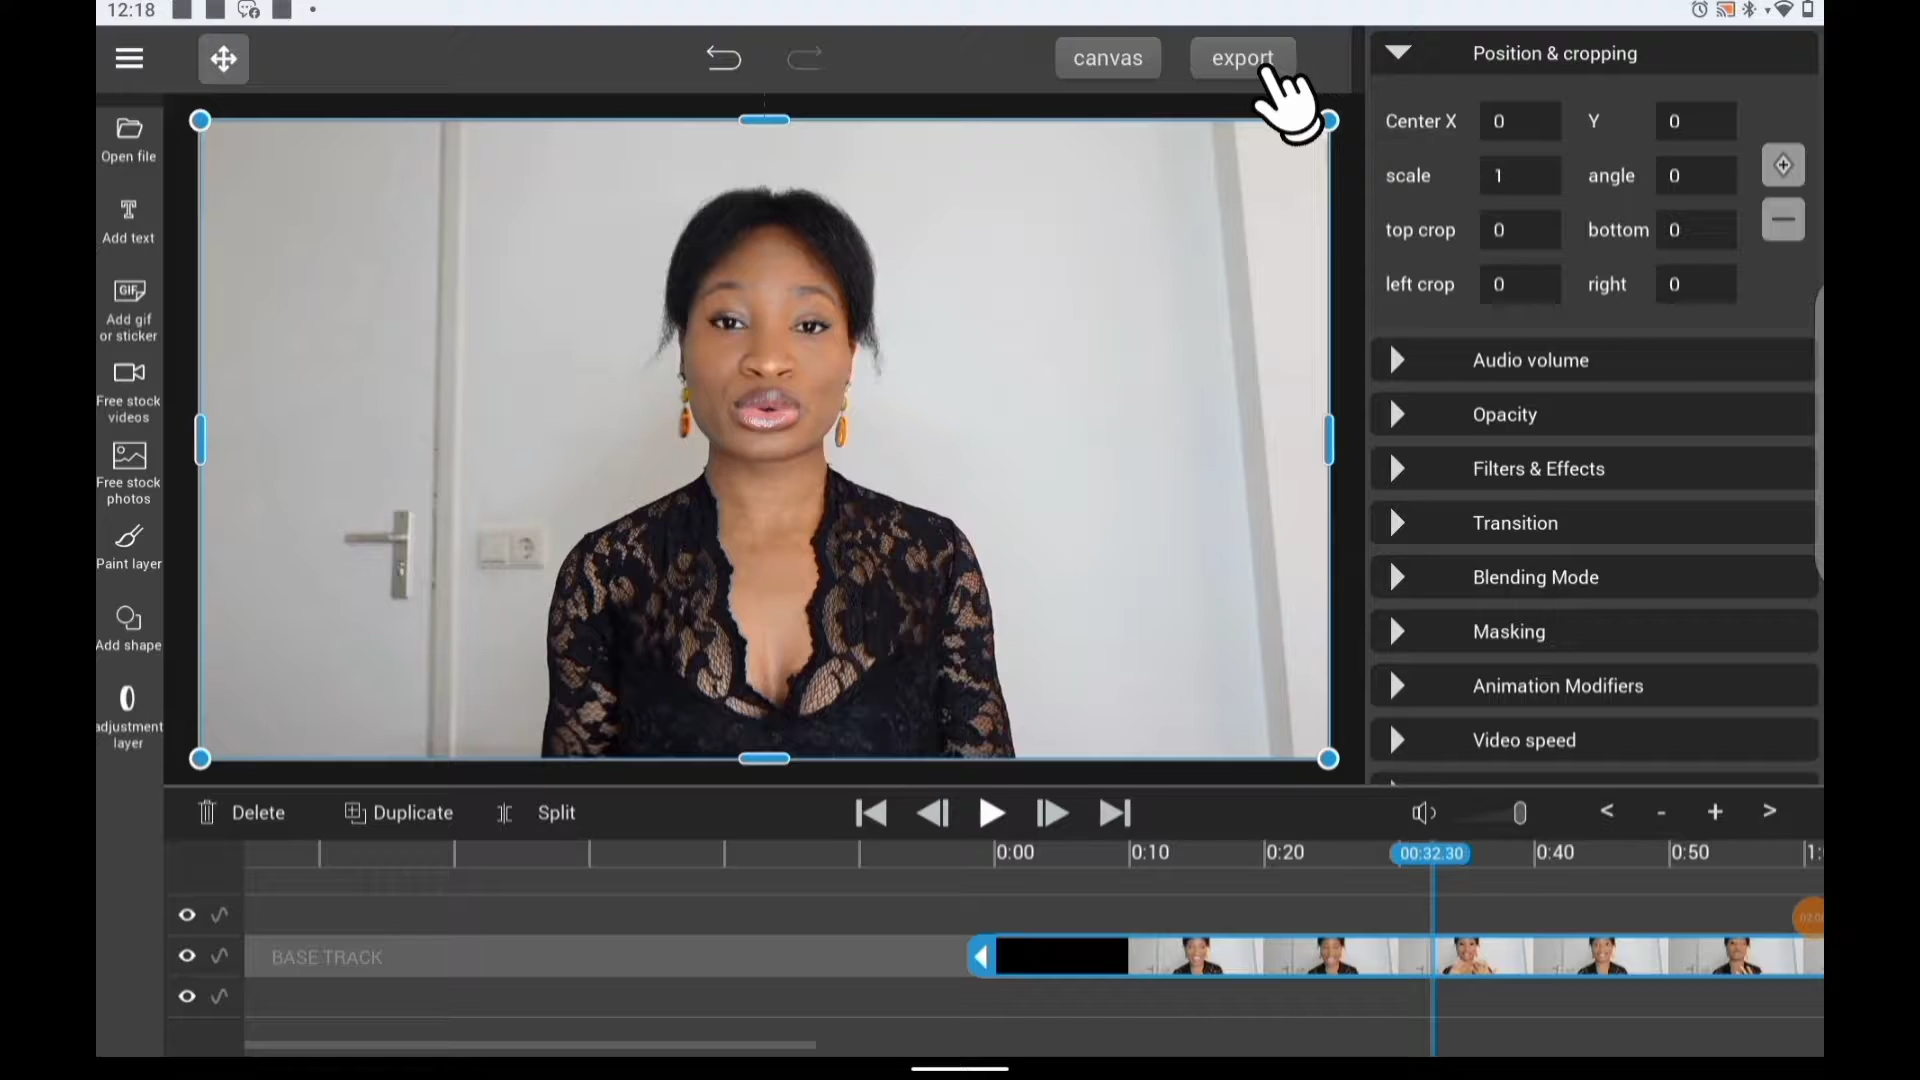 12:18
canvas
export
Position & cropping
Open file
Add text
GIF
Add gif
or sticker
Free stock
videos
Free stock
photos
Paint layer
Add shape
adjustment
layer
Center X 0 Y 0
scale 1 angle 0
top crop 0 bottom 0
left crop 0 right 0
Audio volume
Opacity
Filters & Effects
Transition
Blending Mode
Masking
Animation Modifiers
Video speed
Delete
Duplicate
Split
< - + >
0:00 0:10 0:20 00:32.30 0:40 0:50 1:
BASE TRACK